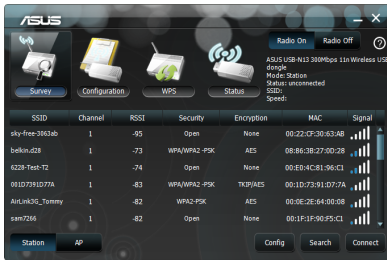 ASUS
Radio On Radio Off
ASUS USB-N13 300Mbps 11n Wireless USB
dongle
Mode: Station
Status: unconnected
SSID:
Speed:
Survey Configuration WPS Status
SSID Channel RSSI Security Encryption MAC Signal
sky-free-3063ab 1 -95 Open None 00:22:CF:30:63:AB
belkin.d28 1 -73 WPA/WPA2 -PSK AES 08:86:3B:27:0D:28
6228-Test-T2 1 -74 Open None 00:E0:4C:81:96:C1
001D7391D77A 1 -83 WPA/WPA2 -PSK TKIP/AES 00:1D:73:91:D7:7A
AirLink3G_Tommy 1 -82 WPA2-PSK AES 00:0E:2E:64:00:08
sam7266 1 -82 Open None 00:1F:1F:90:F5:C1
Station AP Config Search Connect